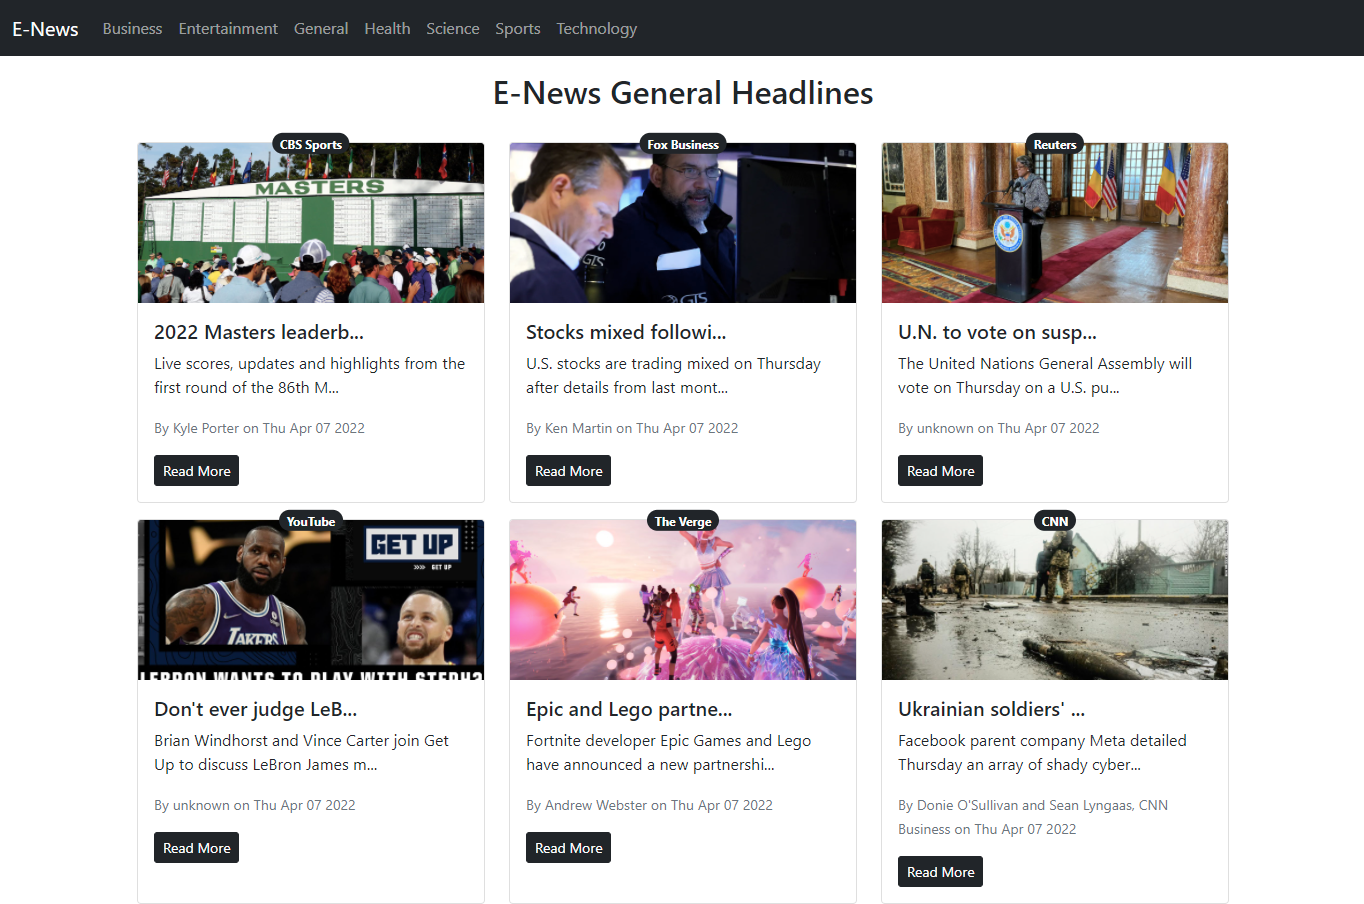 E-News Business Entertainment General Health Science Sports Technology
E-News General Headlines
CBS Sports
MASTERS
2022 Masters leaderb...
Live scores, updates and highlights from the
first round of the 86th M...
By Kyle Porter on Thu Apr 07 2022
Read More
Fox Business
GTS
GTS
Stocks mixed followi...
U.S. stocks are trading mixed on Thursday
after details from last mont...
By Ken Martin on Thu Apr 07 2022
Read More
Reuters
U.N. to vote on susp...
The United Nations General Assembly will
vote on Thursday on a U.S. pu...
By unknown on Thu Apr 07 2022
Read More
YouTube
GET UP
GET UP
LAKERS
LEBRON WANTS TO PLAY WITH STEPH?
Don't ever judge LeB...
Brian Windhorst and Vince Carter join Get
Up to discuss LeBron James m...
By unknown on Thu Apr 07 2022
Read More
The Verge
Epic and Lego partne...
Fortnite developer Epic Games and Lego
have announced a new partnershi...
By Andrew Webster on Thu Apr 07 2022
Read More
CNN
Ukrainian soldiers' ...
Facebook parent company Meta detailed
Thursday an array of shady cyber...
By Donie O'Sullivan and Sean Lyngaas, CNN
Business on Thu Apr 07 2022
Read More